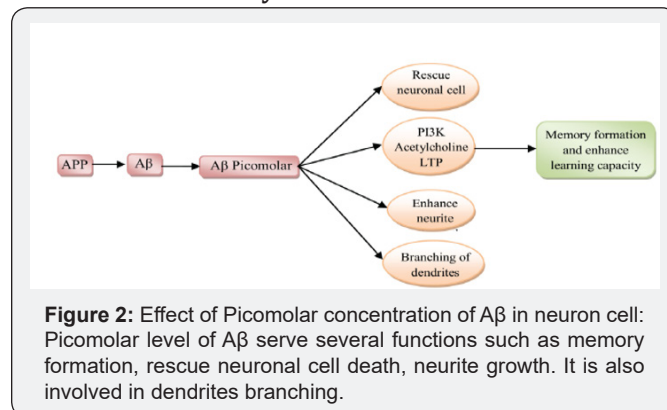 Rescue
neuronal cell
PI3K
Acetylcholine
LTP
Memory formation
and enhance
learning capacity
APP
Aβ
Aβ Picomolar
Enhance
neurite
Branching of
dendrites
Figure 2: Effect of Picomolar concentration of Aβ in neuron cell:
Picomolar level of Aβ serve several functions such as memory
formation, rescue neuronal cell death, neurite growth. It is also
involved in dendrites branching.